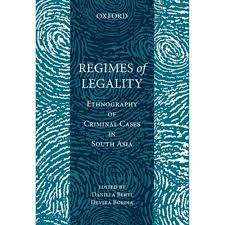 OXFORD
REGIMES of
LEGALITY
ETHNOGRAPHY
OF
CRIMINAL CASES
IN
SOUTH ASIA
EDITED BY
DANIELA BERTI
DEVIKA BORDIA